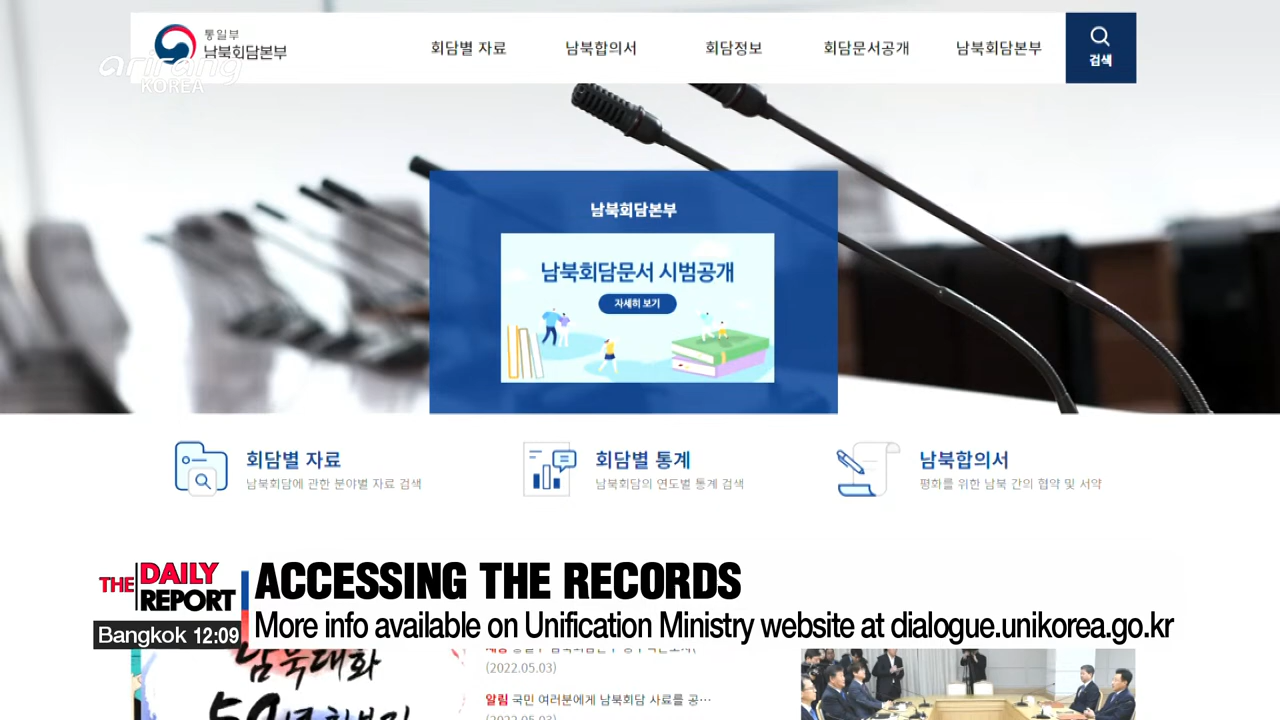 통일부
남북회담본부
arirang
KOREA
회담별 자료
남북합의서
회담정보
회담문서공개
남북회담본부
검색
남북회담본부
남북회담문서 시범공개
자세히 보기
회담별 자료
남북회담에 관한 분야별 자료 검색
회담별 통계
남북회담의 연도별 통계 검색
남북합의서
평화를 위한 남북 간의 협약 및 서약
THE DAILY REPORT
ACCESSING THE RECORDS
More info available on Unification Ministry website at dialogue.unikorea.go.kr
Bangkok 12:09
남북대화
(2022.05.03)
알림 국민 여러분에게 남북회담 사료를 공…
(2022.05.03)